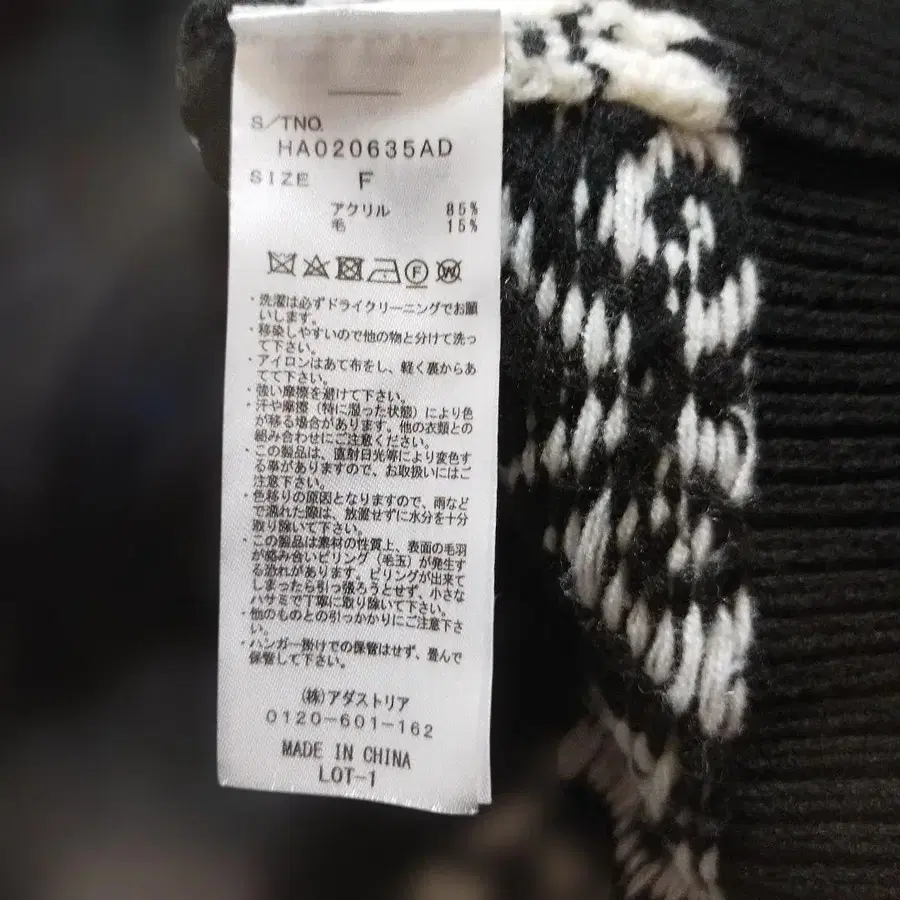 S/TNO.
HA020635AD
SIZE F
アクリル 85%
毛 15%
F W
・洗濯は必ずドライクリーニングでお願
いします。
・移染しやすいので他の物と分けて洗っ
て下さい。
・アイロンはあて布をし、軽く裏からあ
てて下さい。
・強い摩擦を避けて下さい。
・汗や摩擦（特に湿った状態）により色
が移る場合があります。他の衣類との
組み合わせにご注意ください。
・この製品は、直射日光等により変色す
る事がありますので、お取扱いにはご
注意下さい。
・色移りの原因となりますので、雨など
で濡れた際は、放置せずに水分を十分
取り除いて下さい。
・この製品は素材の性質上、表面の毛羽
が絡み合いピリング（毛玉）が発生す
る恐れがあります。ピリングが出来て
しまったら引っ張ろうとせず、小さな
ハサミで丁寧に取り除いて下さい。
・他のものとの引っかかりにご注意下さ
い。
・ハンガー掛けでの保管はせず、畳んで
保管して下さい。
(株)アダストリア
0120-601-162
MADE IN CHINA
LOT-1